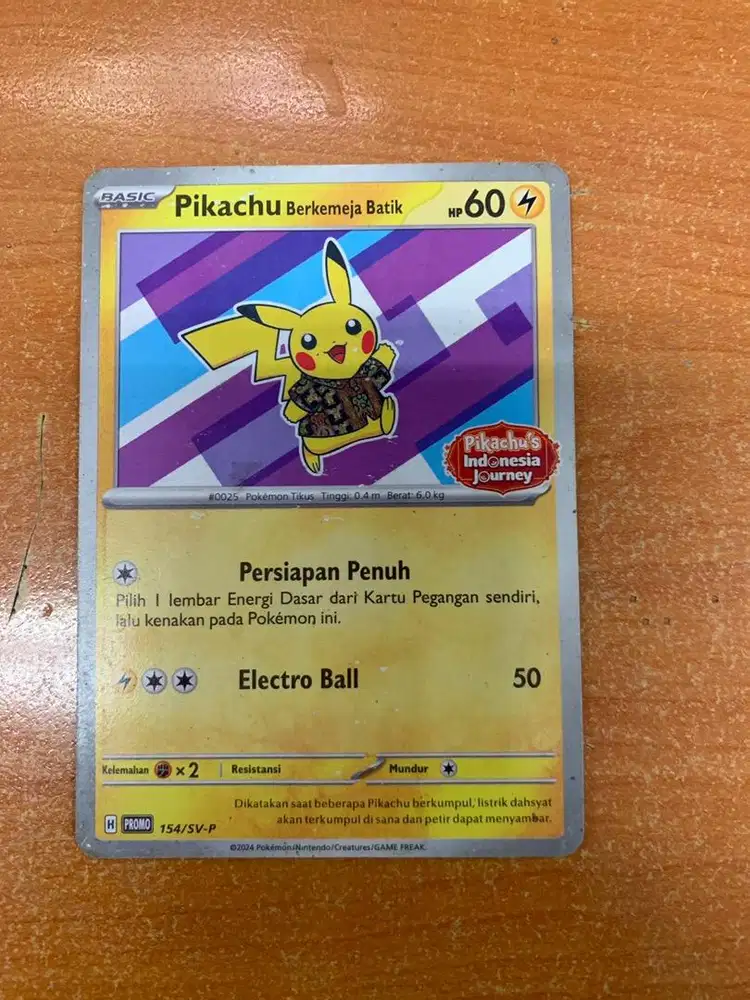 BASIC Pikachu Berkemeja Batik HP 60
Pikachu's
Indonesia
Journey
#0025 Pokémon Tikus Tinggi: 0.4 m Berat: 6.0 kg
Persiapan Penuh
Pilih 1 lembar Energi Dasar dari Kartu Pegangan sendiri,
lalu kenakan pada Pokémon ini.
Electro Ball 50
Kelemahan ×2 Resistansi Mundur
Dikatakan saat beberapa Pikachu berkumpul, listrik dahsyat
akan terkumpul di sana dan petir dapat menyambar.
H PROMO 154/SV-P
©2024 Pokémon/Nintendo/Creatures/GAME FREAK.